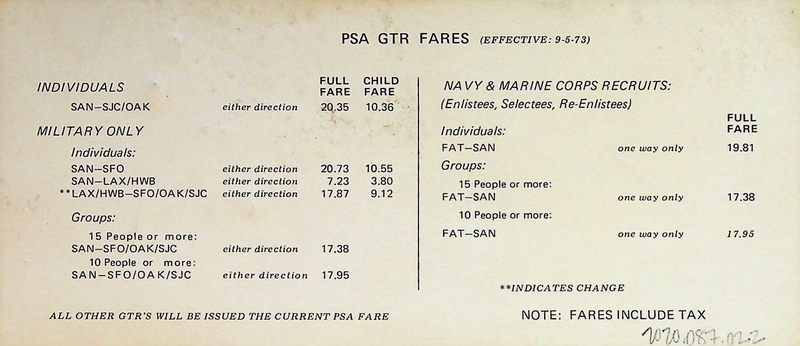 PSA GTR FARES (EFFECTIVE: 9-5-73)
FULL CHILD
INDIVIDUALS FARE FARE
SAN—SJC/OAK either direction 20.35 10.36
MILITARY ONLY
Individuals:
SAN—SFO either direction 20.73 10.55
SAN—LAX/HWB either direction 7.23 3.80
**LAX/HWB—SFO/OAK/SJC either direction 17.87 9.12
Groups:
15 People or more:
SAN—SFO/OAK/SJC either direction 17.38
10 People or more:
SAN—SFO/OAK/SJC either direction 17.95
ALL OTHER GTR'S WILL BE ISSUED THE CURRENT PSA FARE
NAVY & MARINE CORPS RECRUITS:
(Enlistees, Selectees, Re-Enlistees)
FULL
Individuals: FARE
FAT—SAN one way only 19.81
Groups:
15 People or more:
FAT—SAN one way only 17.38
10 People or more:
FAT—SAN one way only 17.95
**INDICATES CHANGE
NOTE: FARES INCLUDE TAX
2020.087.022